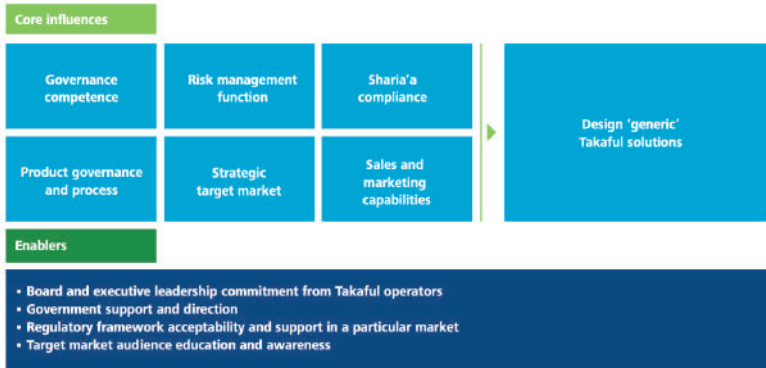 Core influences
Governance
competence
Risk management
function
Sharia'a
compliance
Product governance
and process
Strategic
target market
Sales and
marketing
capabilities
Design 'generic'
Takaful solutions
Enablers
• Board and executive leadership commitment from Takaful operators
• Government support and direction
• Regulatory framework acceptability and support in a particular market
• Target market audience education and awareness